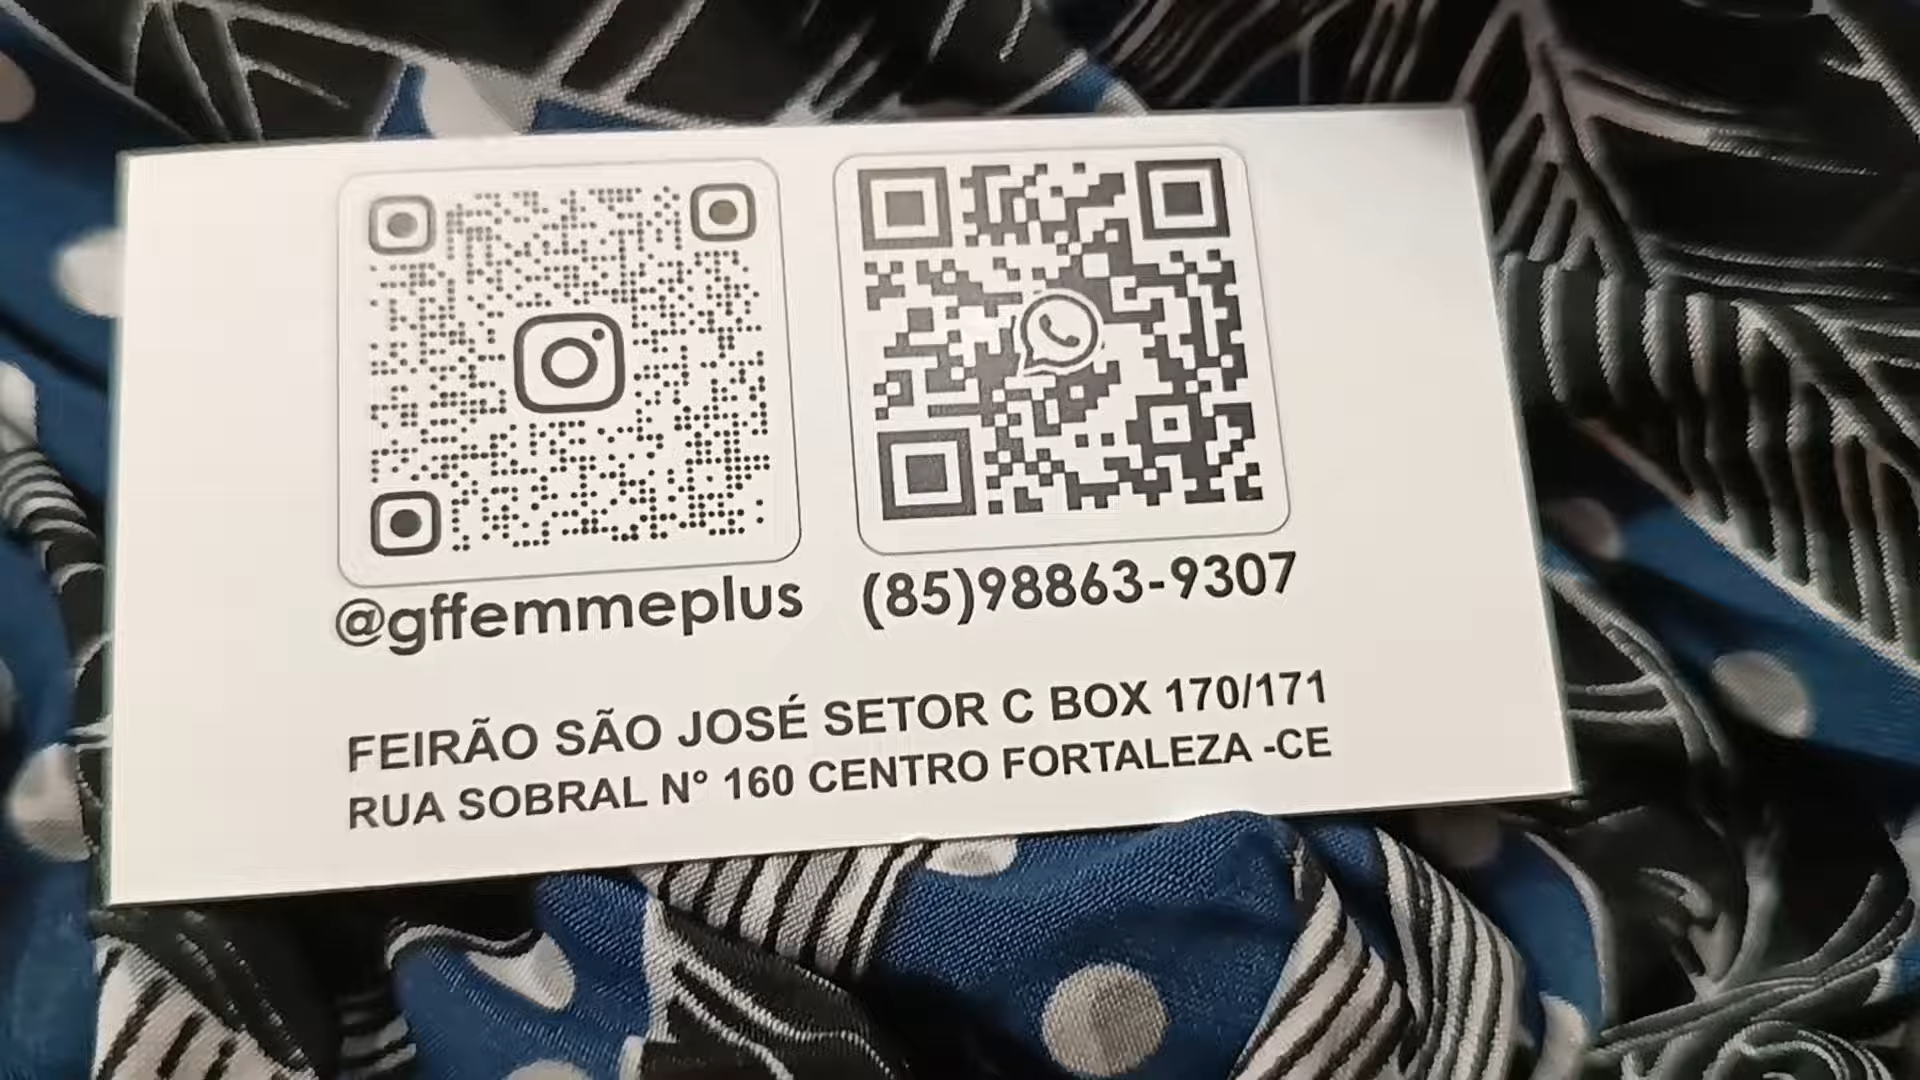 @gffemmeplus (85)98863-9307
FEIRÃO SÃO JOSÉ SETOR C BOX 170/171
RUA SOBRAL N° 160 CENTRO FORTALEZA -CE